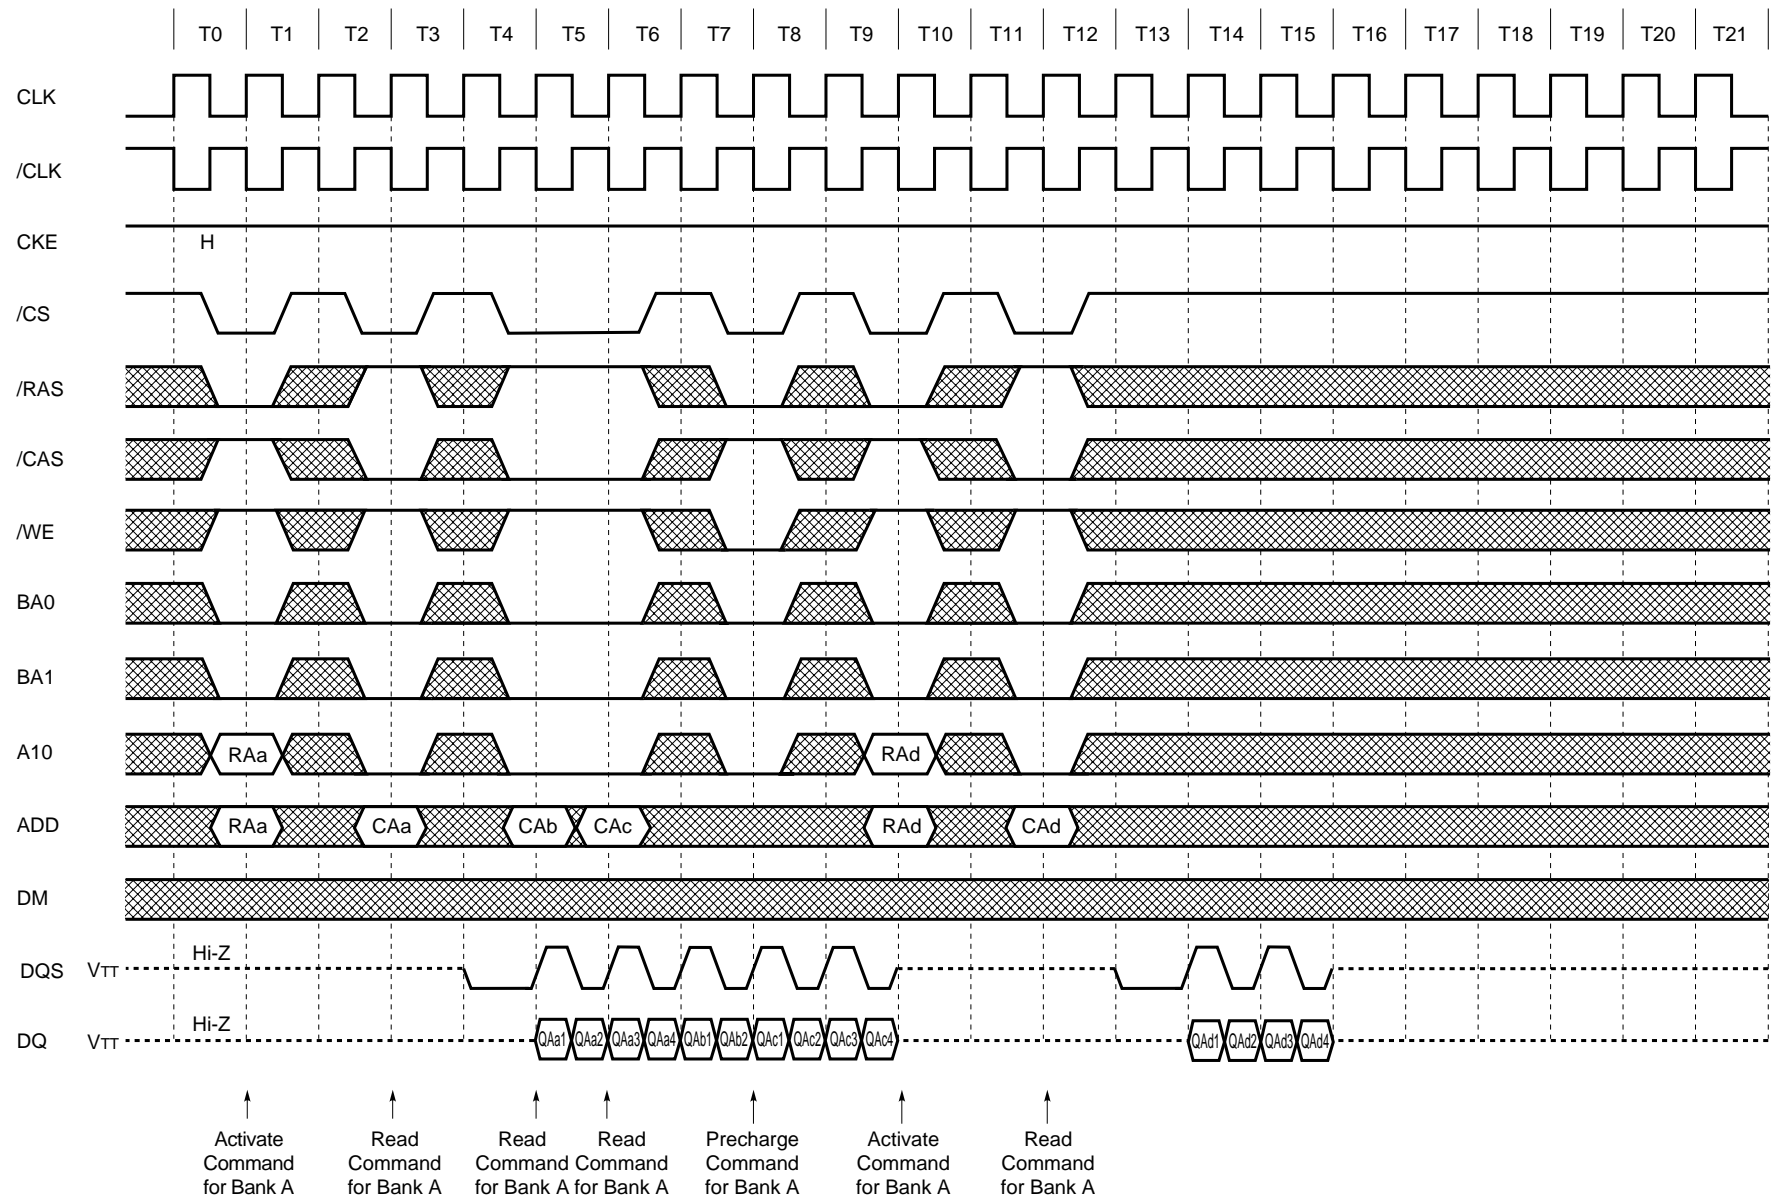 T0 T1 T2 T3 T4 T5 T6 T7 T8 T9 T10 T11 T12 T13 T14 T15 T16 T17 T18 T19 T20 T21
CLK
/CLK
CKE H
/CS
/RAS
/CAS
/WE
BA0
BA1
A10 RAa RAd
ADD RAa CAa CAb CAc RAd CAd
DM
Hi-Z
DQS VTT
Hi-Z
DQ VTT QAa1 QAa2 QAa3 QAa4 QAb1 QAb2 QAc1 QAc2 QAc3 QAc4 QAd1 QAd2 QAd3 QAd4
Activate Read Read Read Precharge Activate Read
Command Command Command Command Command Command Command
for Bank A for Bank A for Bank A for Bank A for Bank A for Bank A for Bank A